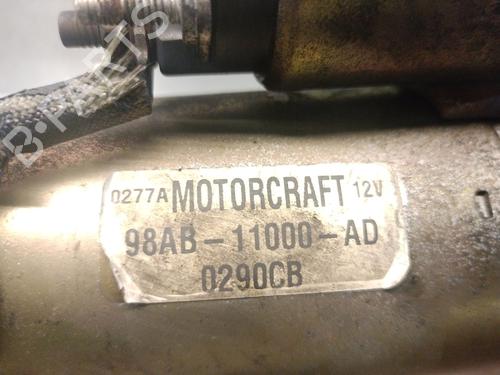 B-PARTS
0277A MOTORCRAFT 12V
98AB-11000-AD
0290CB